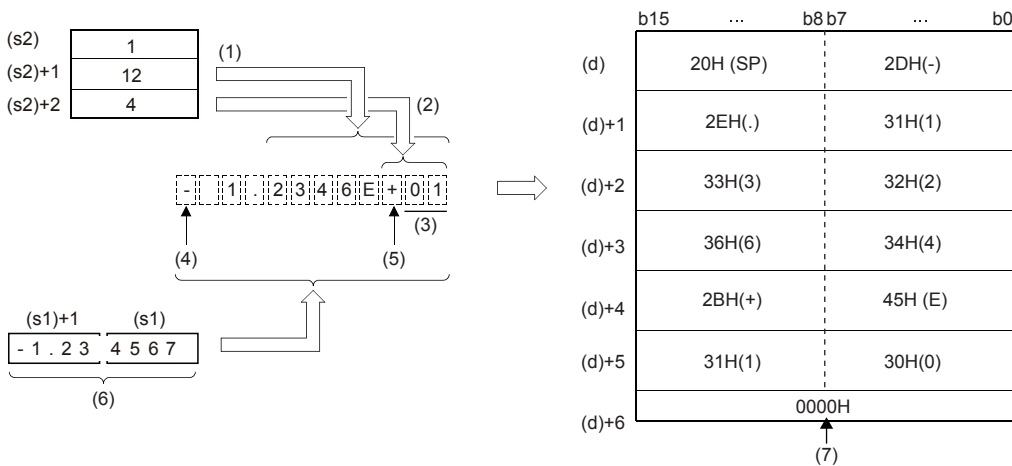 (s2) 1
(s2)+1 12
(s2)+2 4
(1)
(2)
- 1 . 2 3 4 6 E + 0 1
(3)
(4) (5)
(s1)+1 (s1)
- 1 . 2 3 4 5 6 7
(6)
b15 ... b8 b7 ... b0
(d) 20H (SP) 2DH(-)
(d)+1 2EH(.) 31H(1)
(d)+2 33H(3) 32H(2)
(d)+3 36H(6) 34H(4)
(d)+4 2BH(+) 45H (E)
(d)+5 31H(1) 30H(0)
(d)+6 0000H
(7)